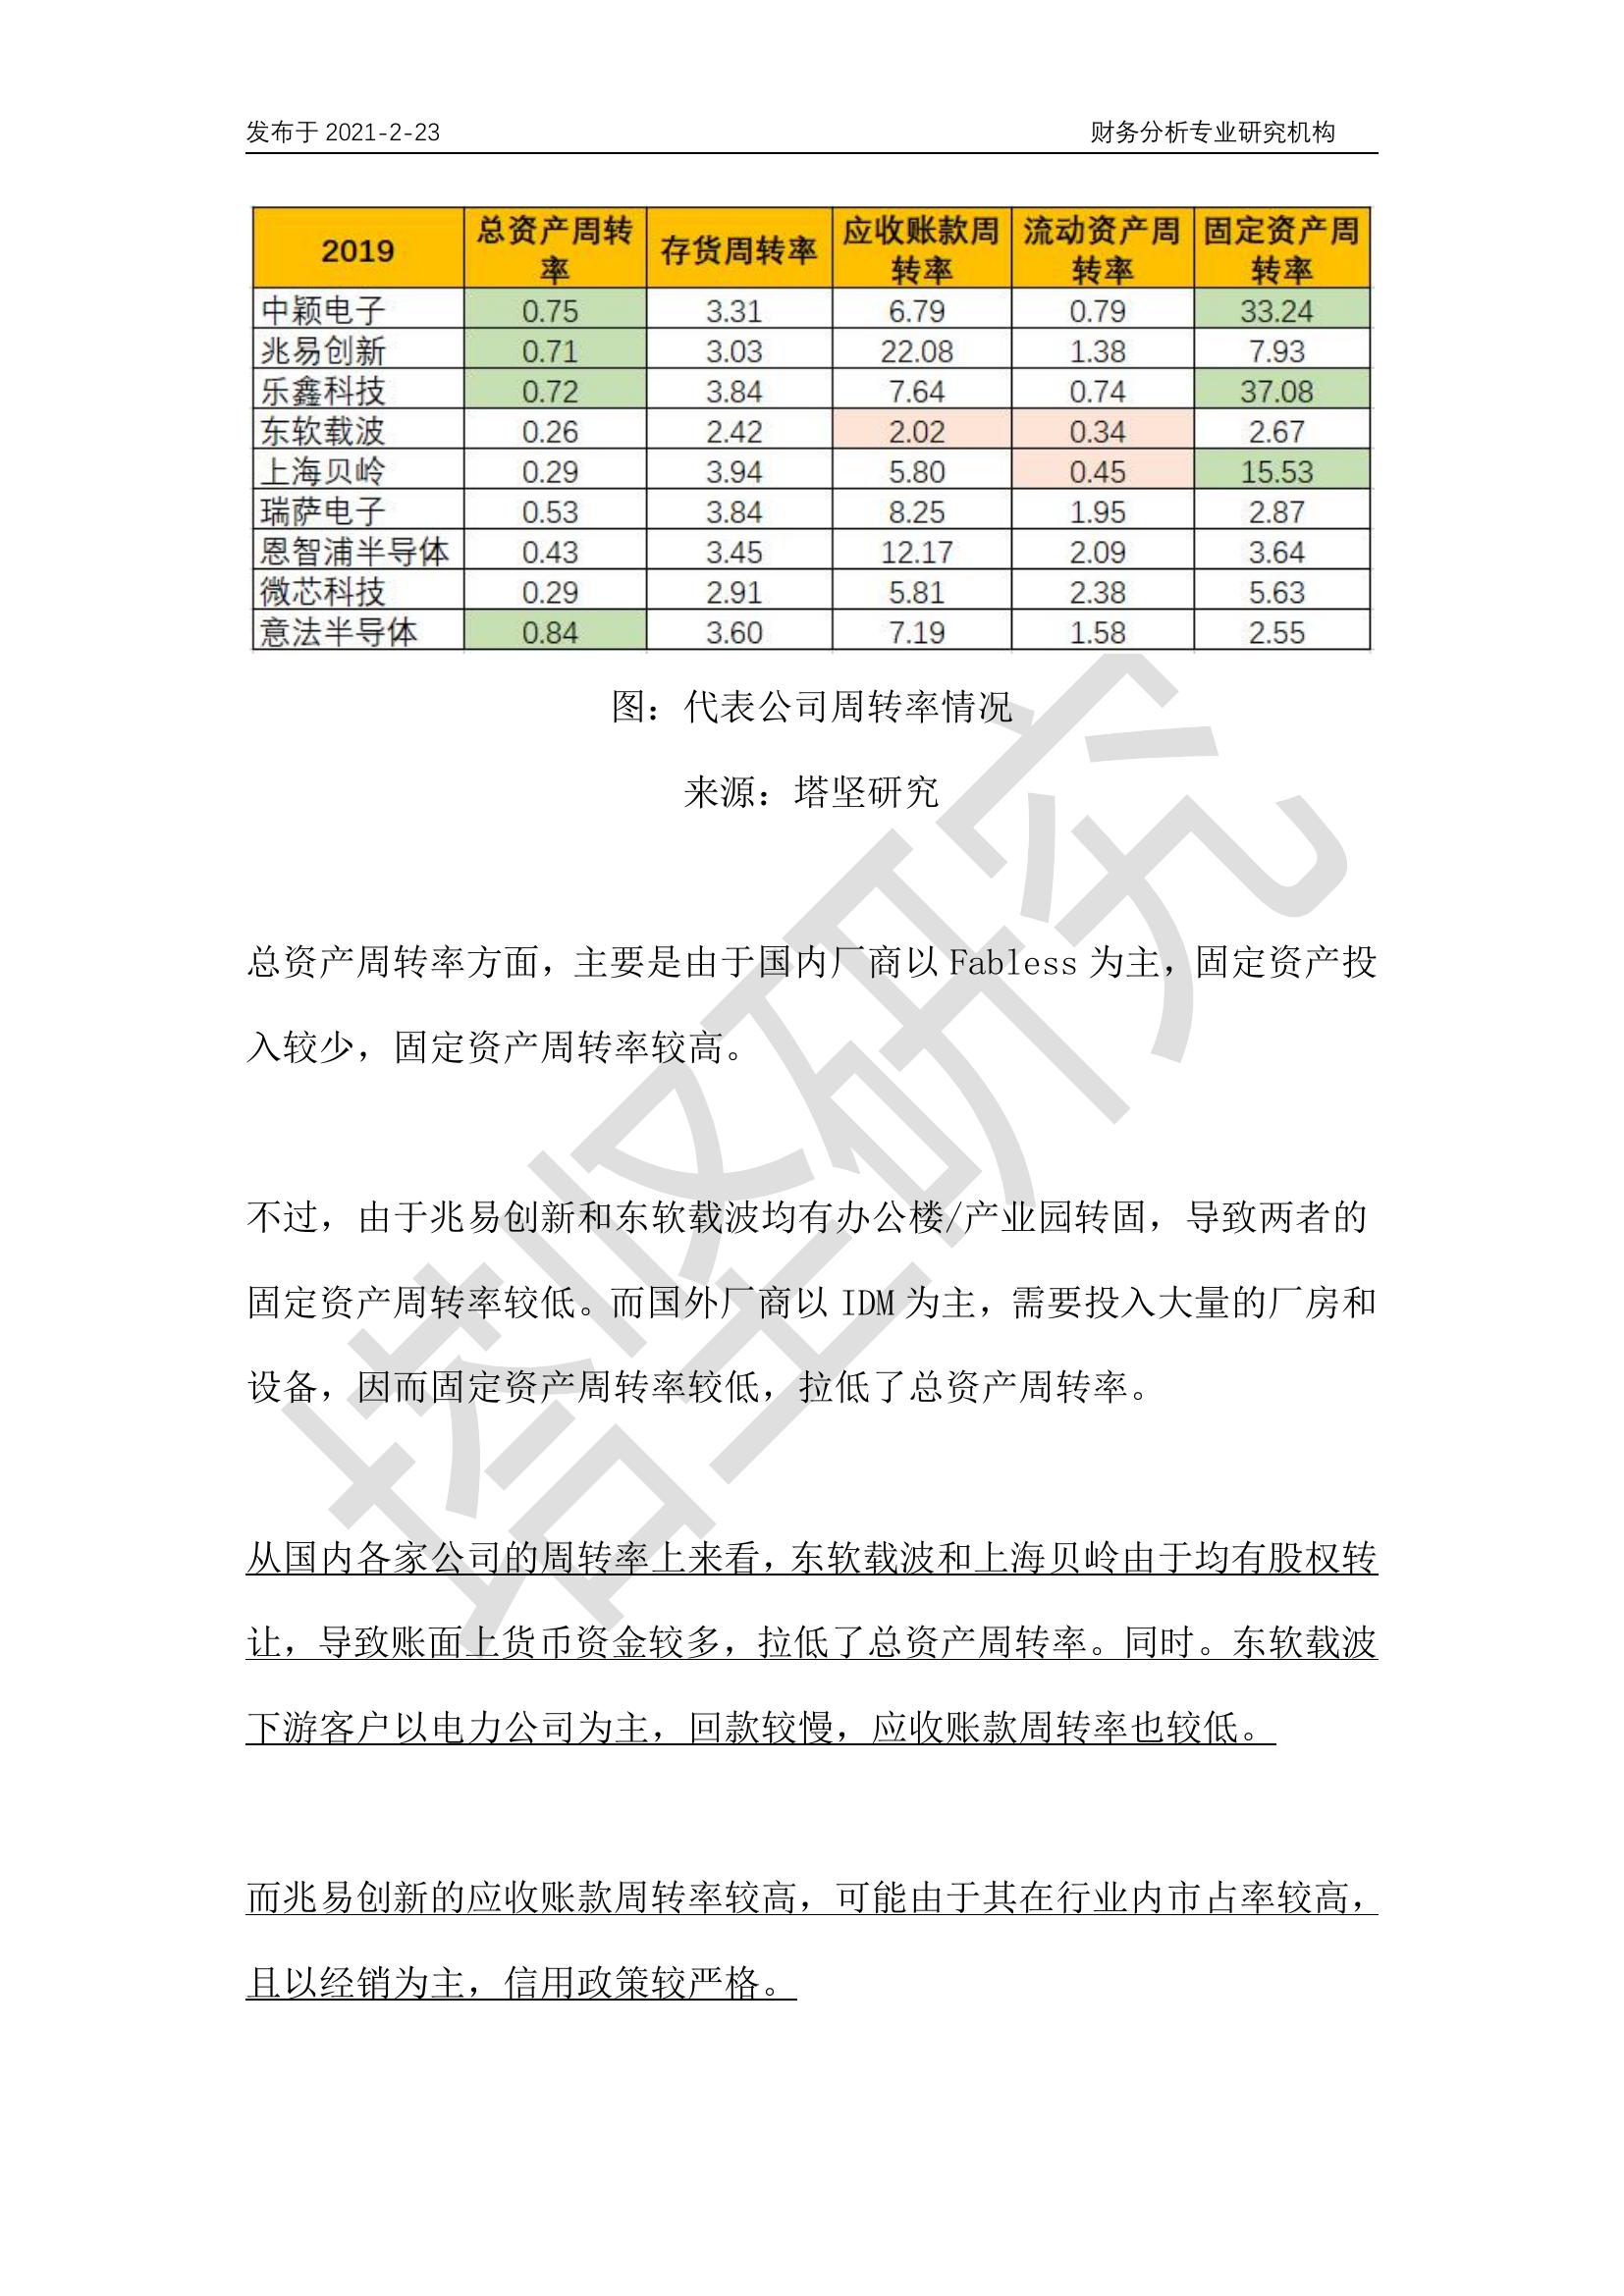 发布于 2021-2-23 财务分析专业研究机构
2019 总资产周转率 存货周转率 应收账款周转率 流动资产周转率 固定资产周转率
中颖电子 0.75 3.31 6.79 0.79 33.24
兆易创新 0.71 3.03 22.08 1.38 7.93
乐鑫科技 0.72 3.84 7.64 0.74 37.08
东软载波 0.26 2.42 2.02 0.34 2.67
上海贝岭 0.29 3.94 5.80 0.45 15.53
瑞萨电子 0.53 3.84 8.25 1.95 2.87
恩智浦半导体 0.43 3.45 12.17 2.09 3.64
微芯科技 0.29 2.91 5.81 2.38 5.63
意法半导体 0.84 3.60 7.19 1.58 2.55
图：代表公司周转率情况
来源：塔坚研究
总资产周转率方面，主要是由于国内厂商以 Fabless 为主，固定资产投
入较少，固定资产周转率较高。
不过，由于兆易创新和东软载波均有办公楼/产业园转固，导致两者的
固定资产周转率较低。而国外厂商以 IDM 为主，需要投入大量的厂房和
设备，因而固定资产周转率较低，拉低了总资产周转率。
从国内各家公司的周转率上来看，东软载波和上海贝岭由于均有股权转
让，导致账面上货币资金较多，拉低了总资产周转率。同时。东软载波
下游客户以电力公司为主，回款较慢，应收账款周转率也较低。
而兆易创新的应收账款周转率较高，可能由于其在行业内市占率较高，
且以经销为主，信用政策较严格。
塔坚研究